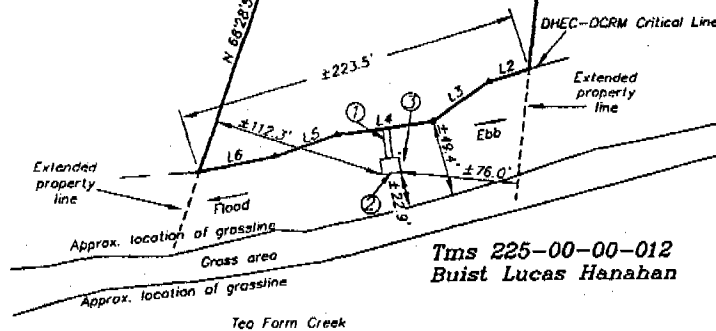 N 68°28'5
DHEC-OCRM Critical Line
±223.5'
L2
Extended
property
line
L3
①
③
L4
±112.3'
L5
Ebb
±49.4'
L6
Extended
property
line
±76.0'
Flood
②
±22.9'
Approx. location of grassline
Grass area
Tms 225-00-00-012
Buist Lucas Hanahan
Approx. location of grassline
Tea Farm Creek